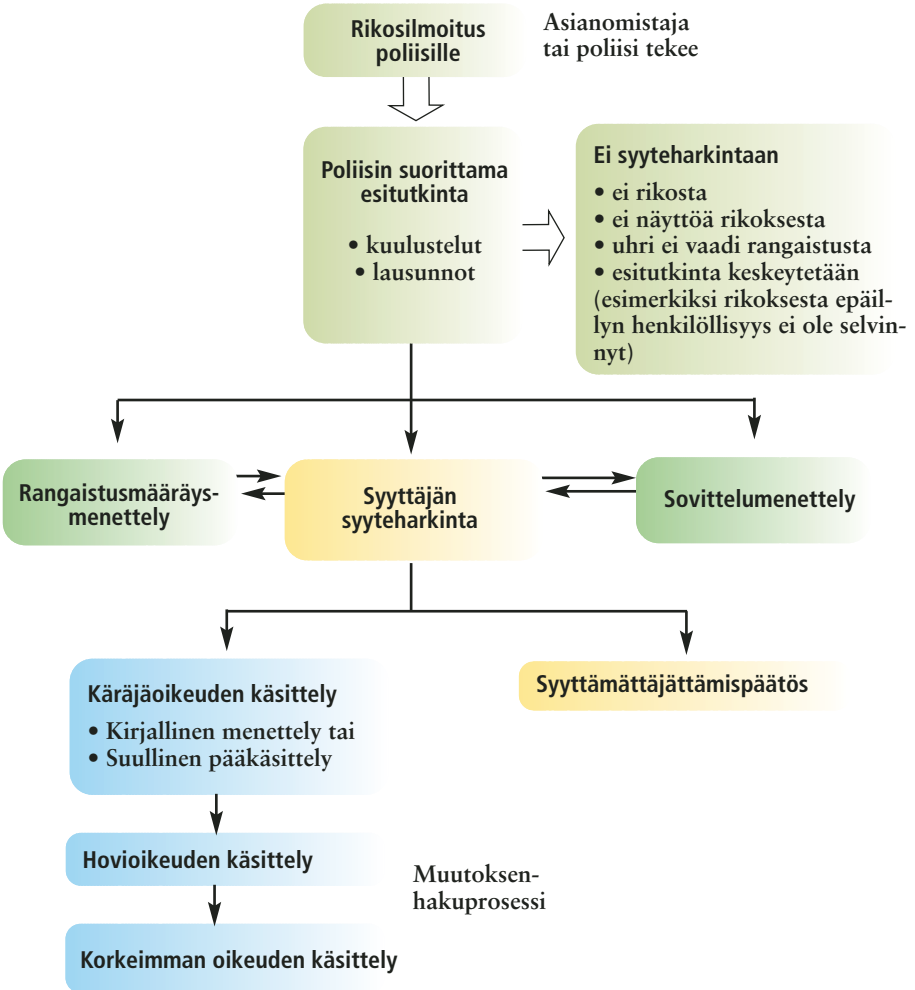 Rikosilmoitus
poliisille
Asianomistaja
tai poliisi tekee
Poliisin suorittama
esitutkinta
• kuulustelut
• lausunnot
Ei syyteharkintaan
• ei rikosta
• ei näyttöä rikoksesta
• uhri ei vaadi rangaistusta
• esitutkinta keskeytetään
(esimerkiksi rikoksesta epäil-
lyn henkilöllisyys ei ole selvin-
nyt)
Rangaistusmääräys-
menettely
Syyttäjän
syyteharkinta
Sovittelumenettely
Käräjäoikeuden käsittely
• Kirjallinen menettely tai
• Suullinen pääkäsittely
Syyttämättäjättämispäätös
Hovioikeuden käsittely
Muutoksen-
hakuprosessi
Korkeimman oikeuden käsittely